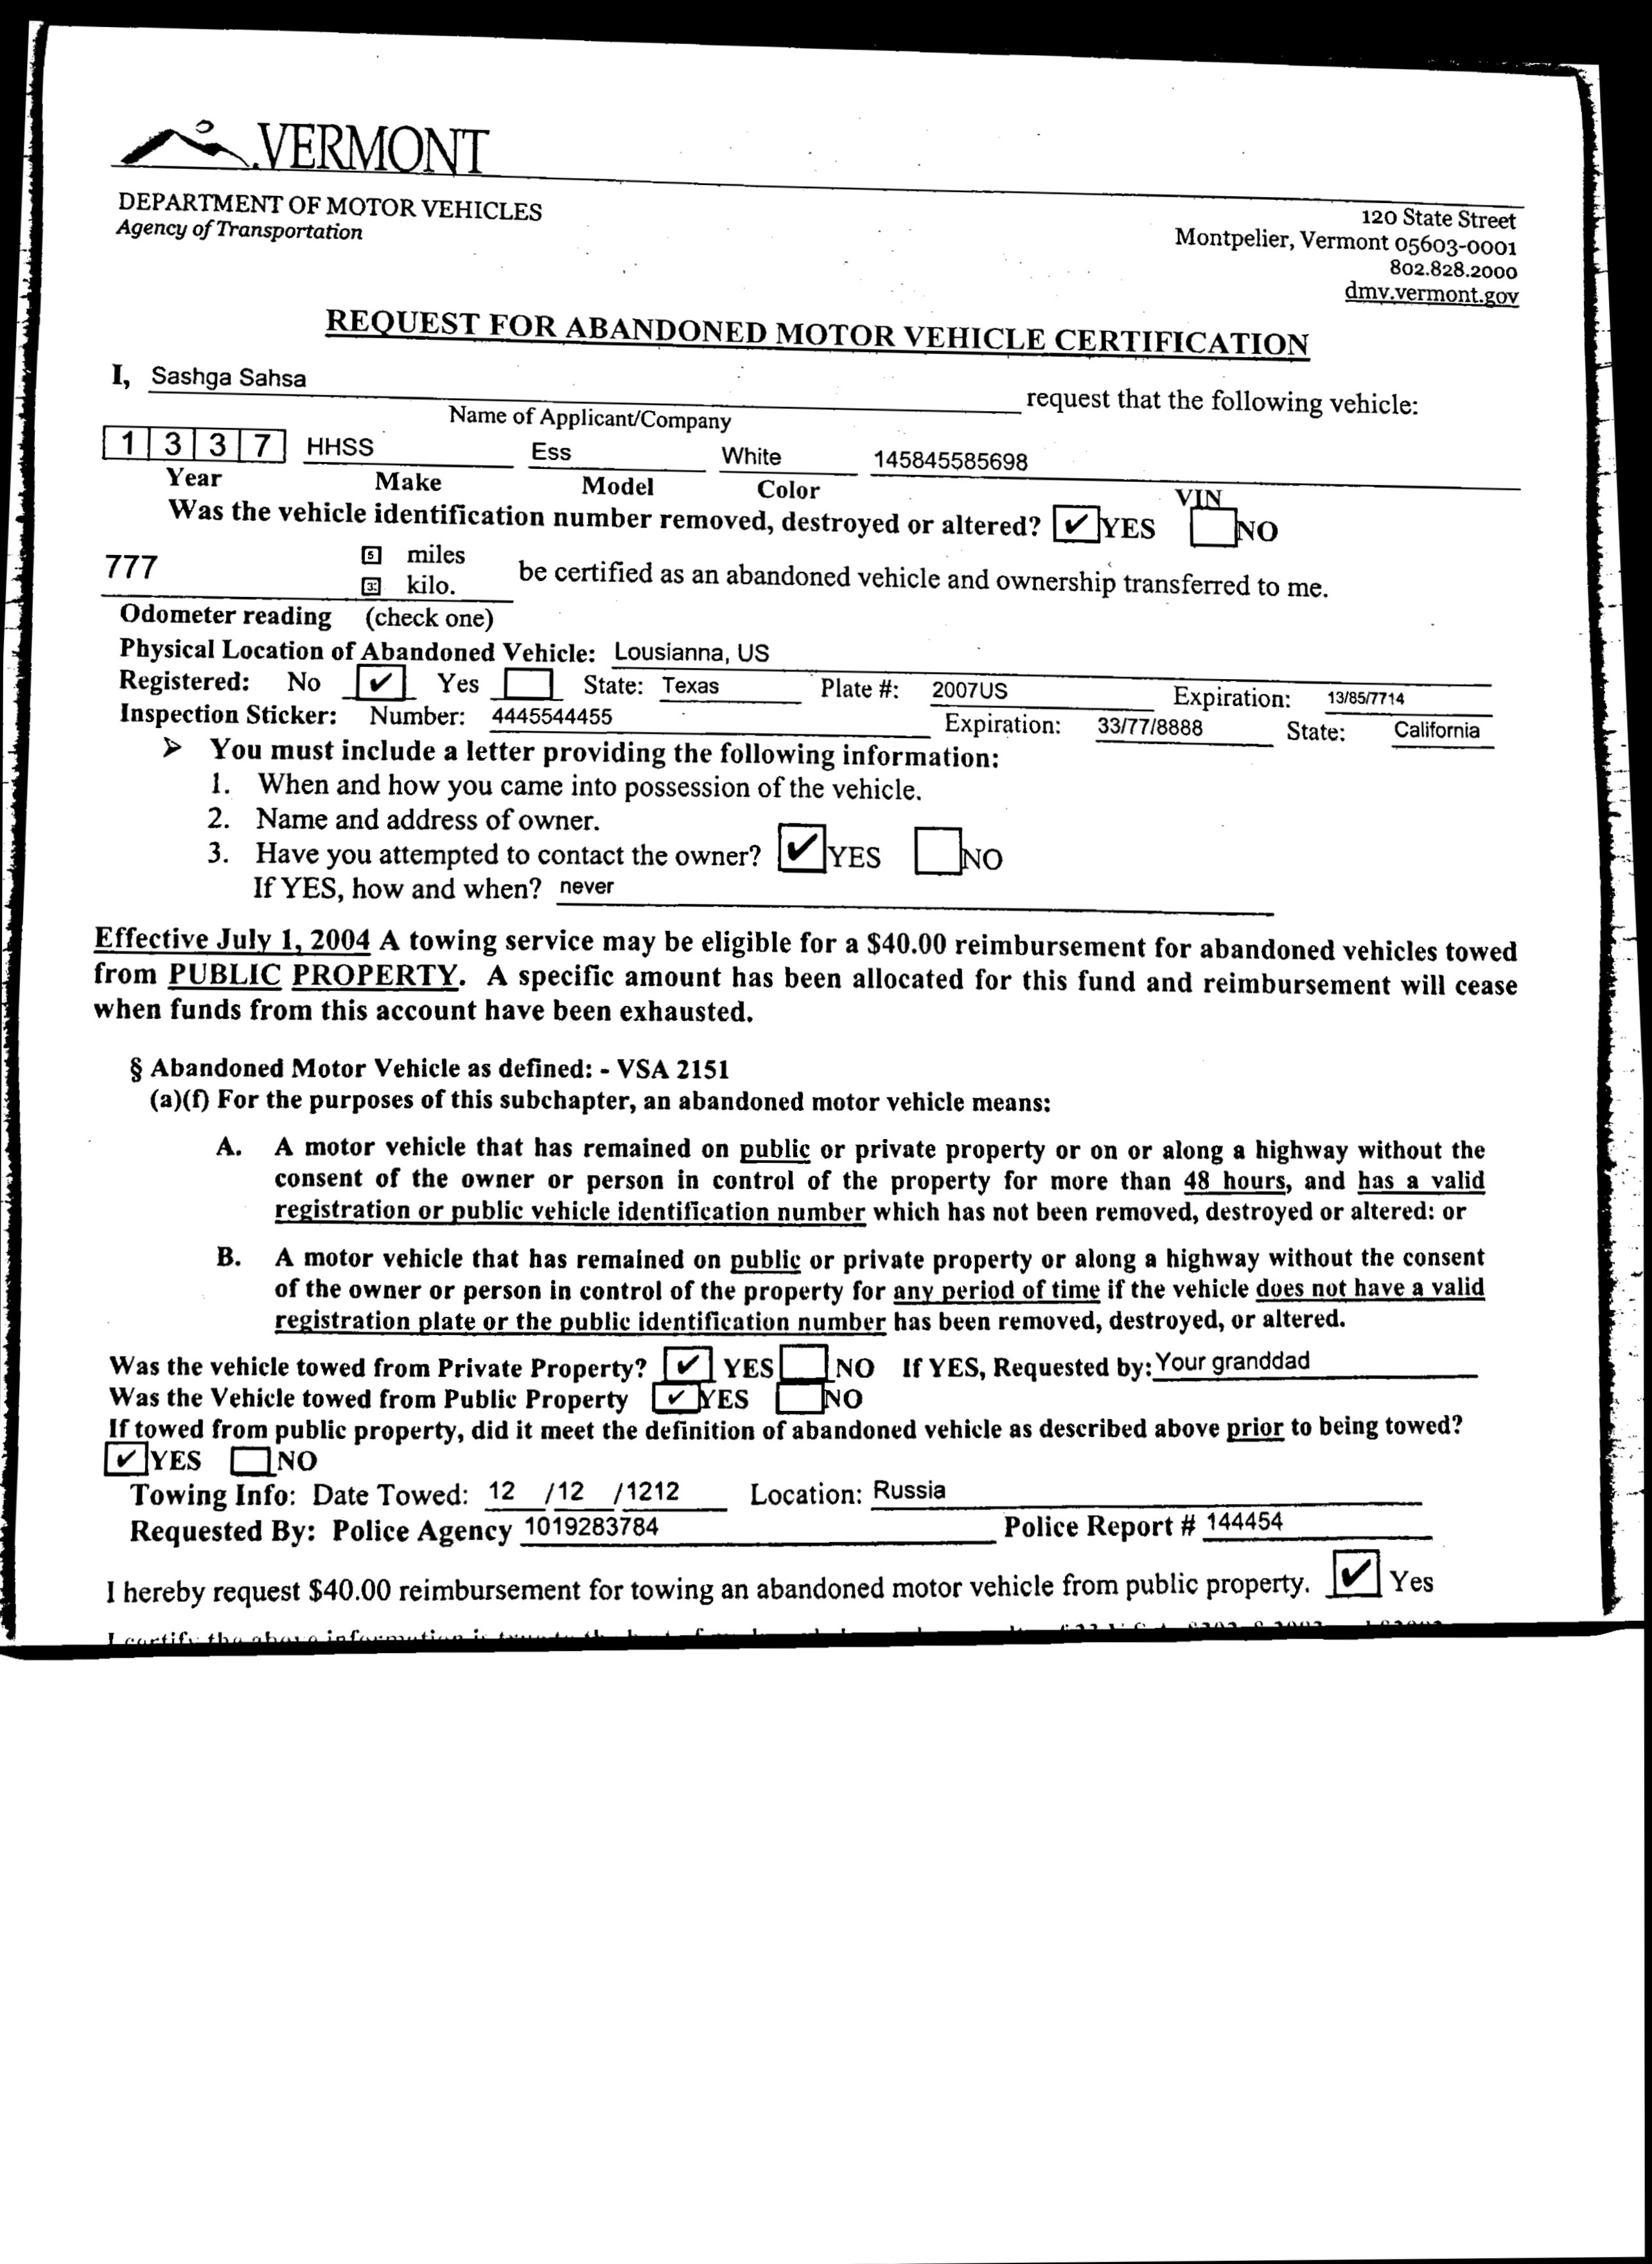 VERMONT
DEPARTMENT OF MOTOR VEHICLES
Agency of Transportation
120 State Street
Montpelier, Vermont 05603-0001
802.828.2000
dmv.vermont.gov
REQUEST FOR ABANDONED MOTOR VEHICLE CERTIFICATION
I, Sashga Sahsa request that the following vehicle:
Name of Applicant/Company
1 3 3 7 HHSS Ess White 145845585698
Year Make Model Color VIN
Was the vehicle identification number removed, destroyed or altered? ✔ YES NO
777 5 miles
3 kilo. be certified as an abandoned vehicle and ownership transferred to me.
Odometer reading (check one)
Physical Location of Abandoned Vehicle: Lousianna, US
Registered: No ✔ Yes State: Texas Plate #: 2007US Expiration: 13/85/7714
Inspection Sticker: Number: 4445544455 Expiration: 33/77/8888 State: California
➢ You must include a letter providing the following information:
1. When and how you came into possession of the vehicle.
2. Name and address of owner.
3. Have you attempted to contact the owner? ✔ YES NO
If YES, how and when? never
Effective July 1, 2004 A towing service may be eligible for a $40.00 reimbursement for abandoned vehicles towed
from PUBLIC PROPERTY. A specific amount has been allocated for this fund and reimbursement will cease
when funds from this account have been exhausted.
§ Abandoned Motor Vehicle as defined: - VSA 2151
(a)(f) For the purposes of this subchapter, an abandoned motor vehicle means:
A. A motor vehicle that has remained on public or private property or on or along a highway without the
consent of the owner or person in control of the property for more than 48 hours, and has a valid
registration or public vehicle identification number which has not been removed, destroyed or altered: or
B. A motor vehicle that has remained on public or private property or along a highway without the consent
of the owner or person in control of the property for any period of time if the vehicle does not have a valid
registration plate or the public identification number has been removed, destroyed, or altered.
Was the vehicle towed from Private Property? ✔ YES NO If YES, Requested by: Your granddad
Was the Vehicle towed from Public Property ✔ YES NO
If towed from public property, did it meet the definition of abandoned vehicle as described above prior to being towed?
✔ YES NO
Towing Info: Date Towed: 12 /12 /1212 Location: Russia
Requested By: Police Agency 1019283784 Police Report # 144454
I hereby request $40.00 reimbursement for towing an abandoned motor vehicle from public property. ✔ Yes
I certify the above information is